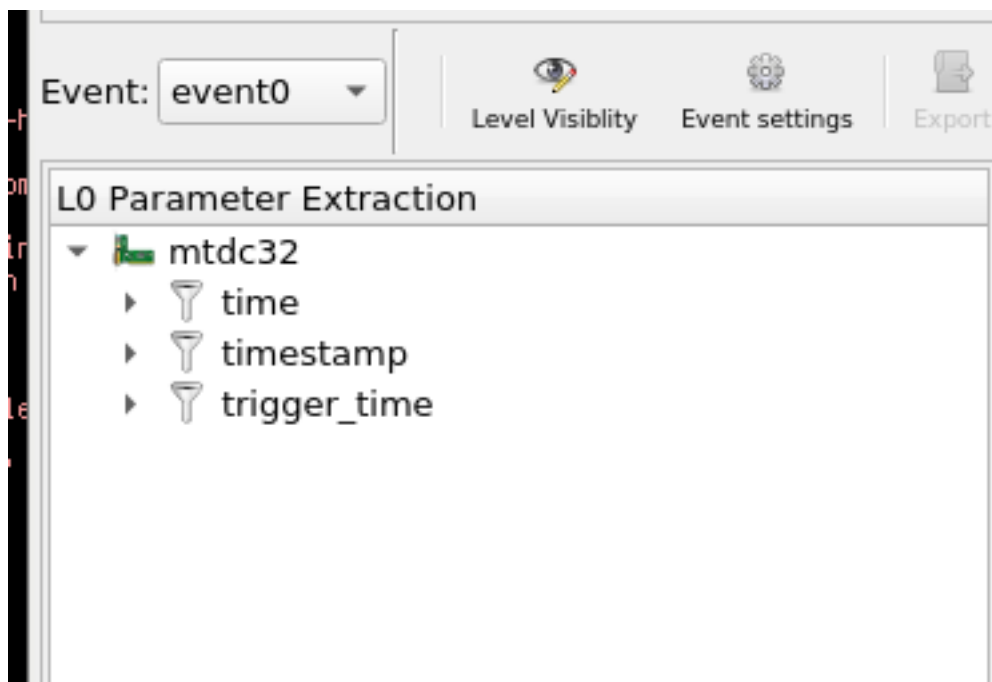 Event: event0
Level Visiblity
Event settings
Export
L0 Parameter Extraction
mtdc32
time
timestamp
trigger_time